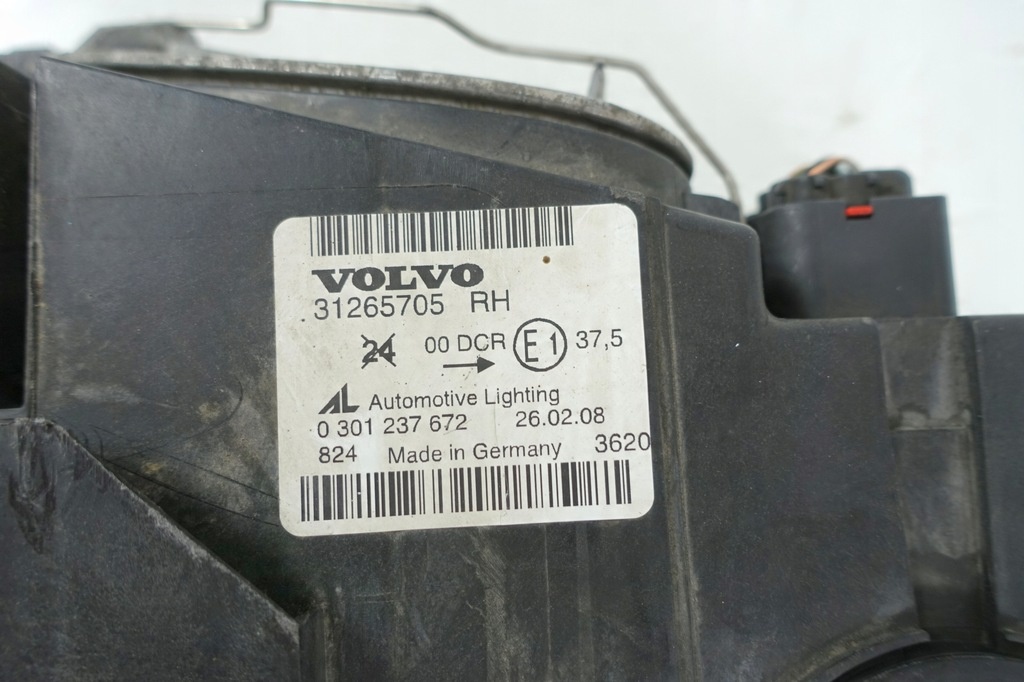 VOLVO
31265705 RH
24 00 DCR → E1 37,5
AL Automotive Lighting
0 301 237 672 26.02.08
824 Made in Germany 3620